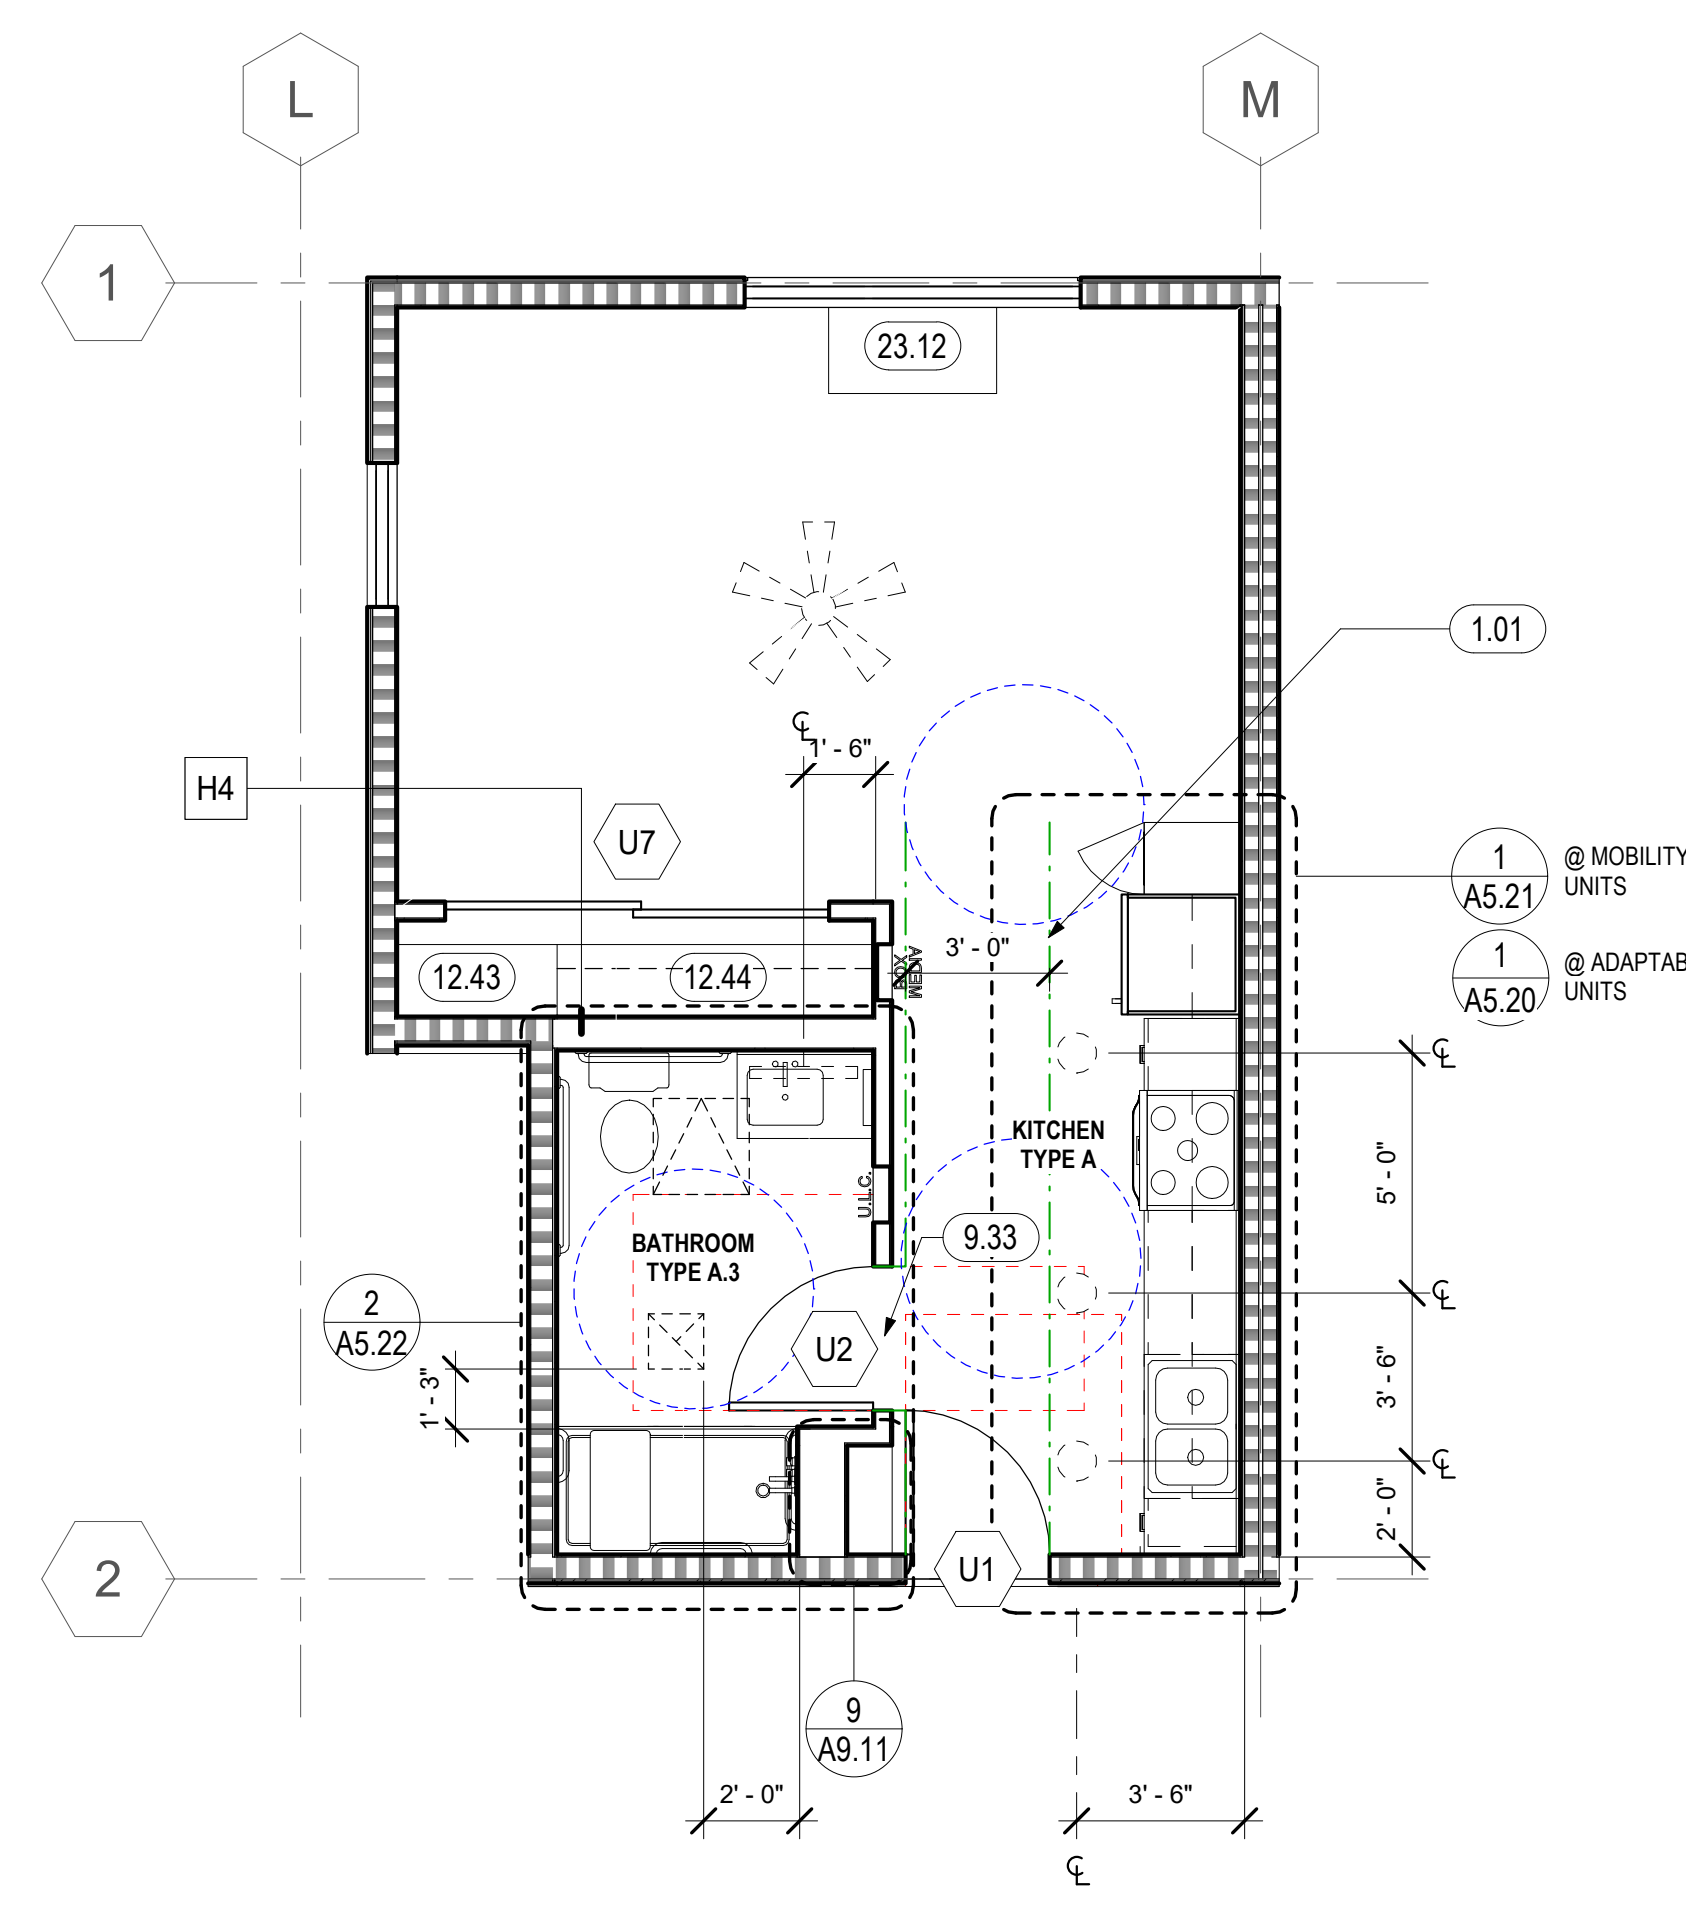 L
M
1
23.12
1.01
℄
1' - 6"
H4
U7
1
A5.21
@ MOBILITY
UNITS
3' - 0"
MEDIA
BOX
12.43
12.44
1
A5.20
@ ADAPTAB
UNITS
℄
KITCHEN
TYPE A
5' - 0"
U.L.C.
9.33
BATHROOM
TYPE A.3
℄
2
A5.22
U2
1' - 3"
3' - 6"
℄
2' - 0"
2
U1
9
A9.11
2' - 0"
3' - 6"
℄